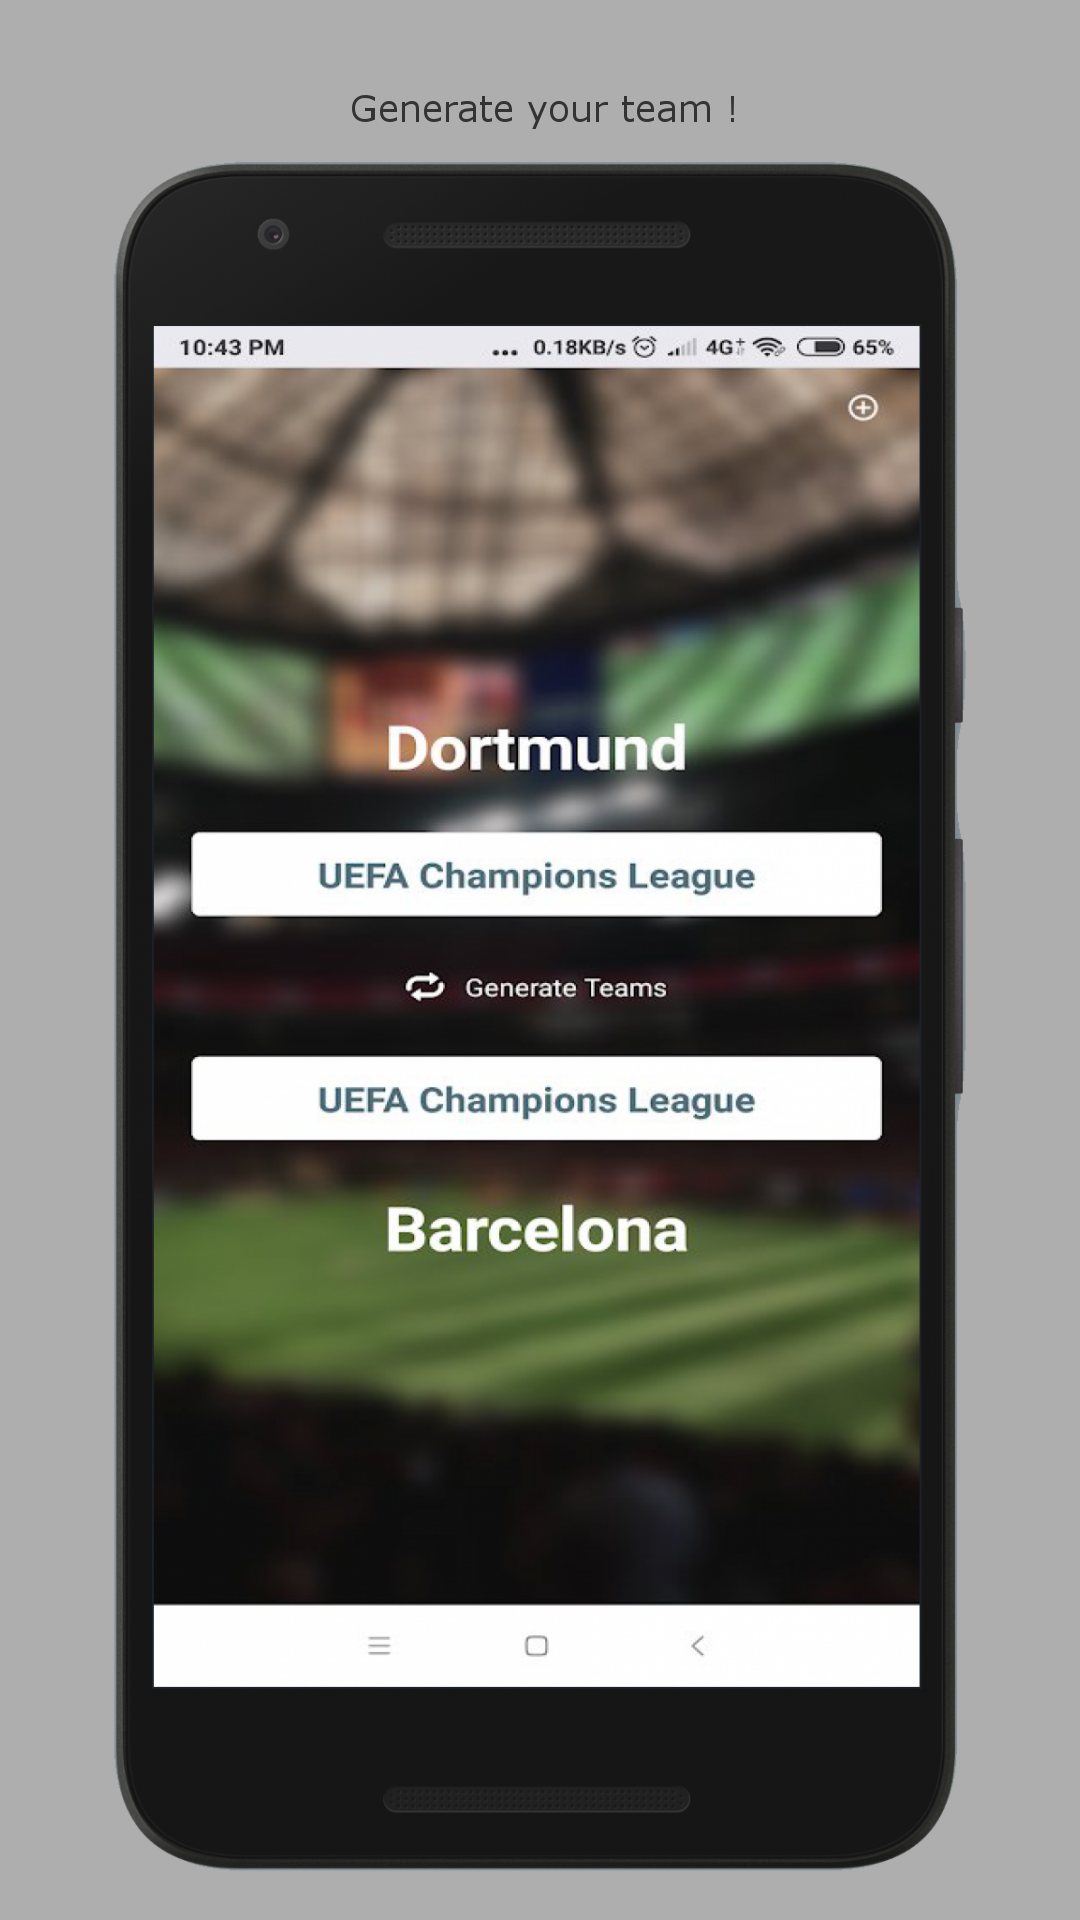 Generate your team !
10:43 PM ... 0.18KB/s 4G+ 65%
Dortmund
UEFA Champions League
Generate Teams
UEFA Champions League
Barcelona